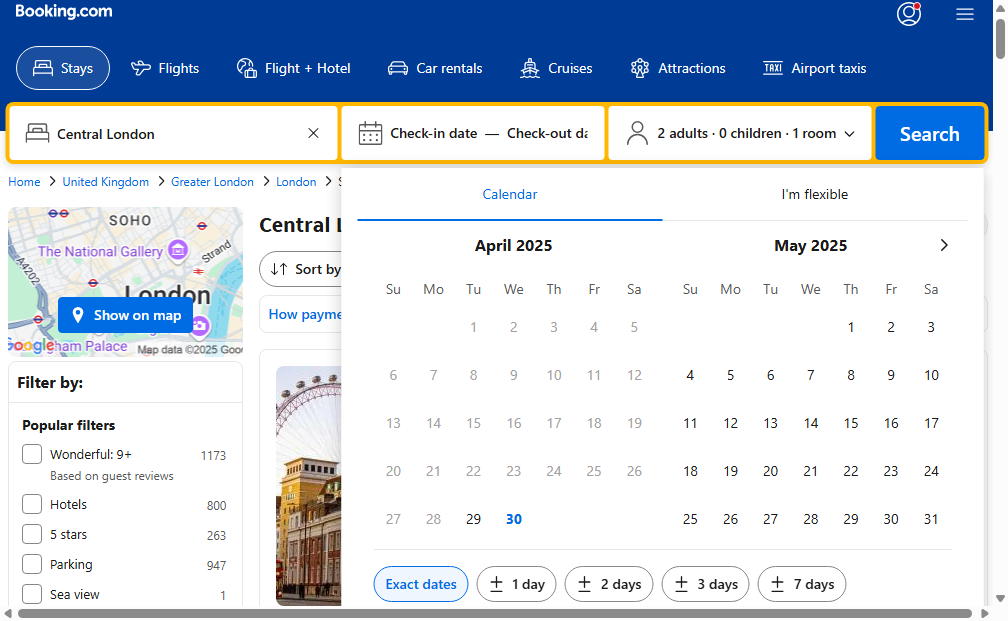 Booking.com
Stays
Flights
Flight + Hotel
Car rentals
Cruises
Attractions
TAXI
Airport taxis
Central London
Check-in date — Check-out da
2 adults · 0 children · 1 room
Search
Home > United Kingdom > Greater London > London >
Calendar
I'm flexible
SOHO
The National Gallery
Strand
A4202
London
Show on map
Google
ham Palace
Map data ©2025 Goo
Central L
Sort by
How payme
April 2025
Su Mo Tu We Th Fr Sa
1 2 3 4 5
6 7 8 9 10 11 12
13 14 15 16 17 18 19
20 21 22 23 24 25 26
27 28 29 30
May 2025
Su Mo Tu We Th Fr Sa
1 2 3
4 5 6 7 8 9 10
11 12 13 14 15 16 17
18 19 20 21 22 23 24
25 26 27 28 29 30 31
Exact dates
± 1 day
± 2 days
± 3 days
± 7 days
Filter by:
Popular filters
Wonderful: 9+ 1173
Based on guest reviews
Hotels 800
5 stars 263
Parking 947
Sea view 1